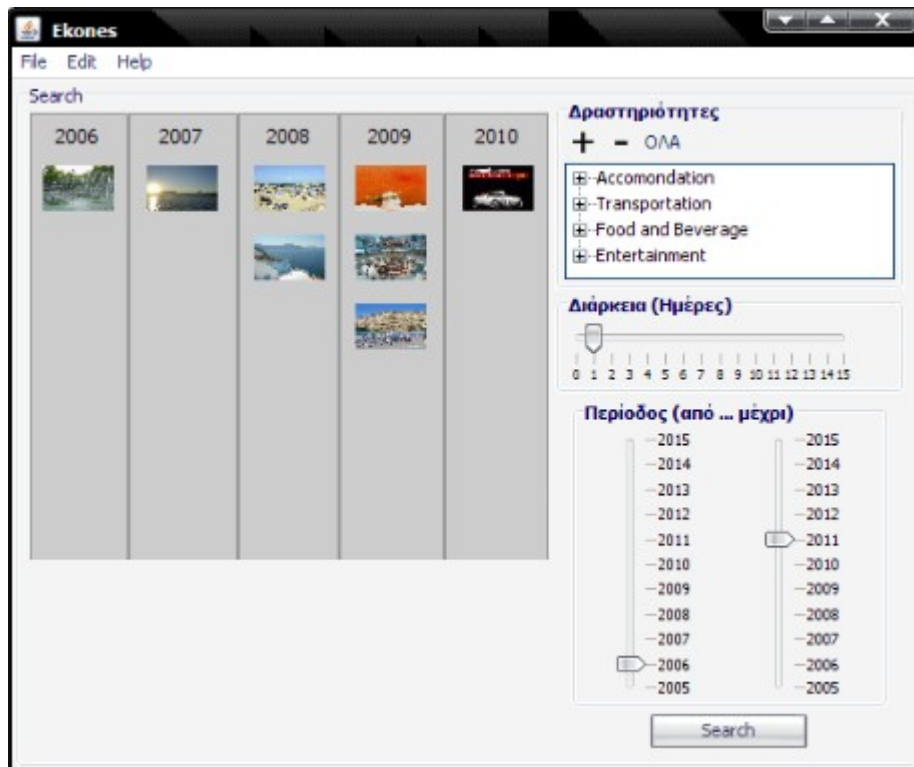 Ekones
File Edit Help
Search
2006 2007 2008 2009 2010
Δραστηριότητες
+ - ΟΛΑ
Accomondation
Transportation
Food and Beverage
Entertainment
Διάρκεια (Ημέρες)
0 1 2 3 4 5 6 7 8 9 10 11 12 13 14 15
Περίοδος (από ... μέχρι)
2015 2015
2014 2014
2013 2013
2012 2012
2011 2011
2010 2010
2009 2009
2008 2008
2007 2007
2006 2006
2005 2005
Search